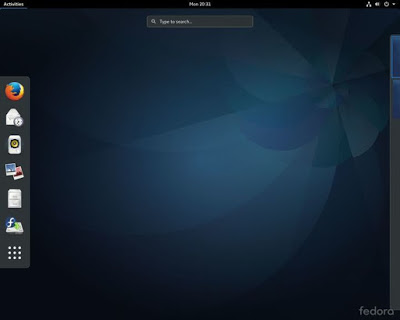 Activities
Mon 20:31
Type to search...
fedora